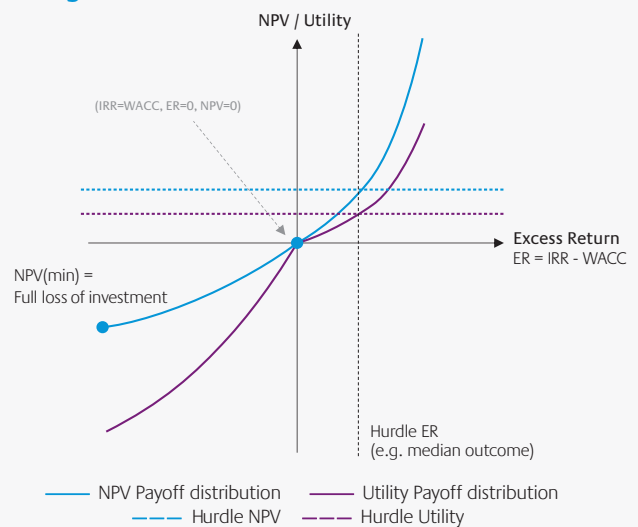 NPV / Utility
(IRR=WACC, ER=0, NPV=0)
Excess Return
ER = IRR - WACC
NPV(min) =
Full loss of investment
Hurdle ER
(e.g. median outcome)
NPV Payoff distribution
Utility Payoff distribution
Hurdle NPV
Hurdle Utility